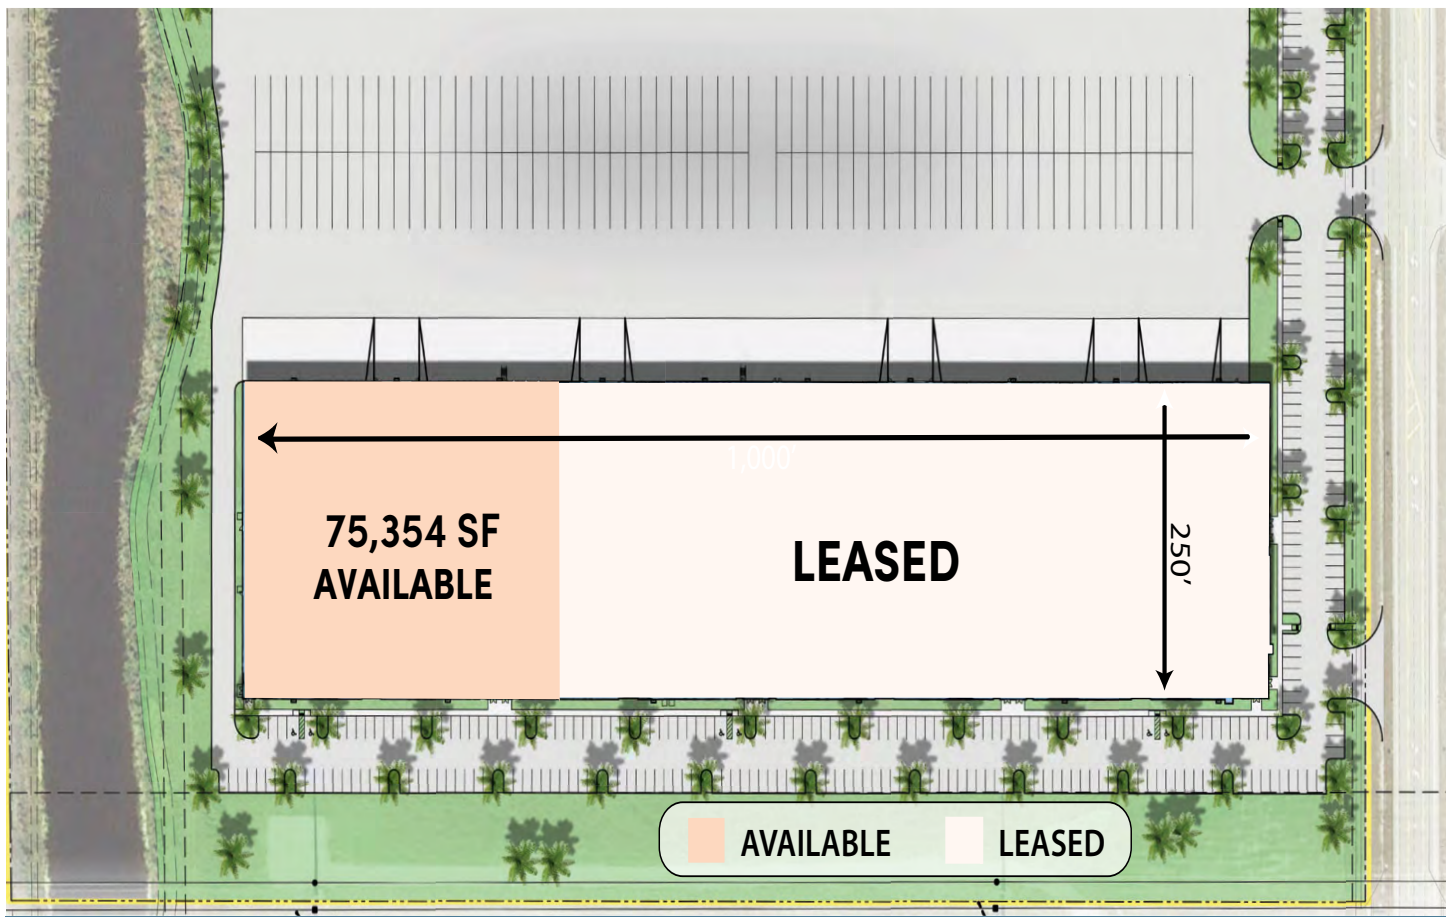 1,000'
75,354 SF
AVAILABLE
LEASED
250'
AVAILABLE
LEASED